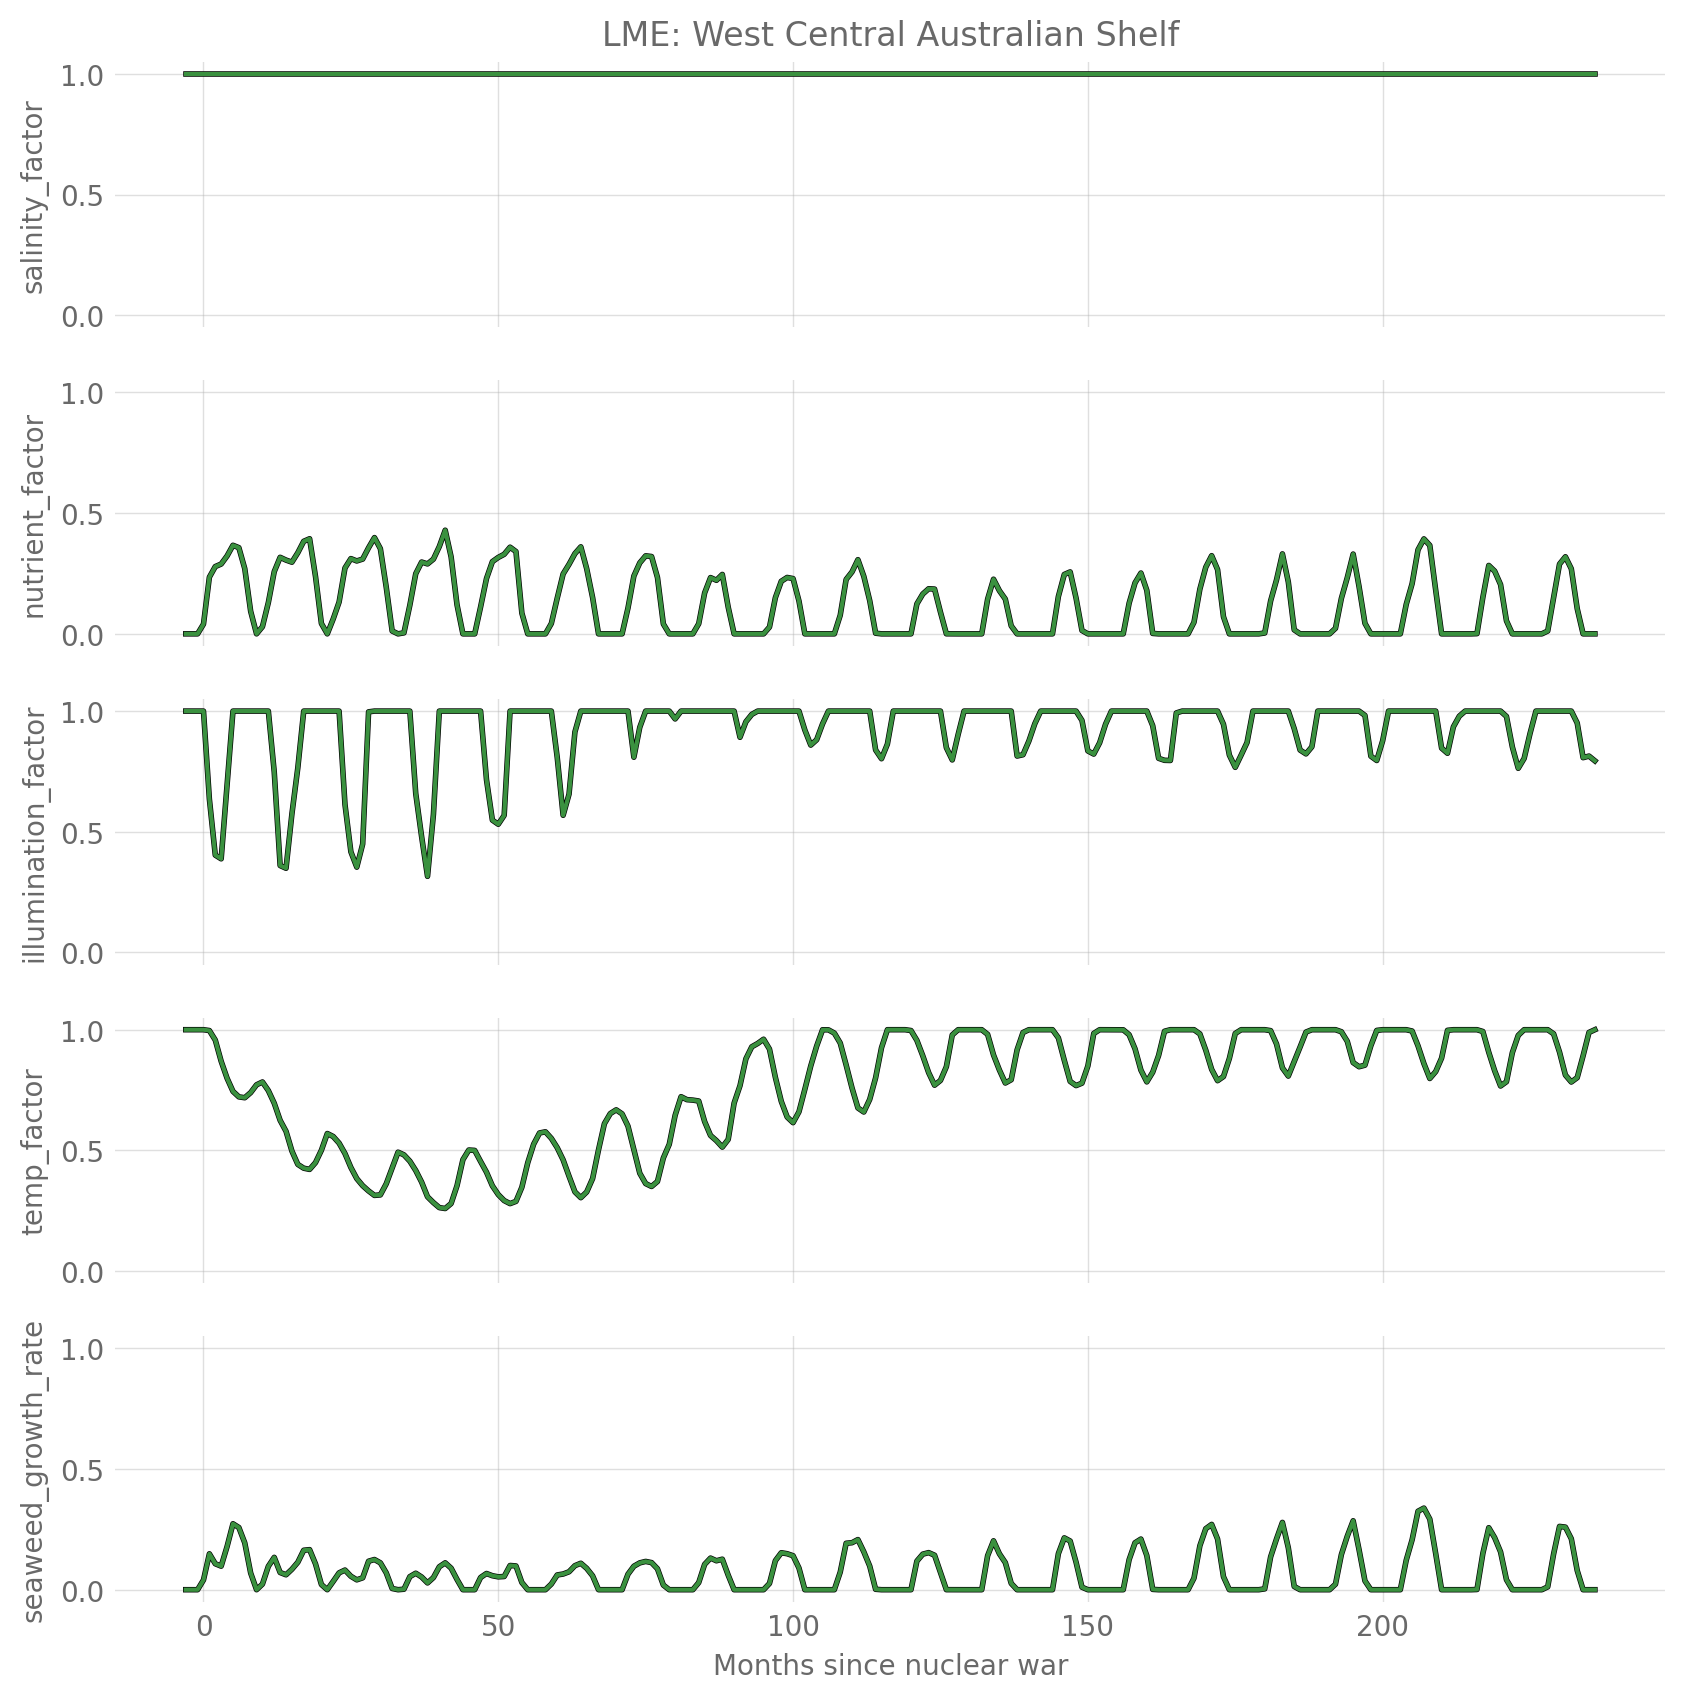 LME: West Central Australian Shelf
1.0
0.5
0.0
salinity_factor
1.0
0.5
0.0
nutrient_factor
1.0
0.5
0.0
illumination_factor
1.0
0.5
0.0
temp_factor
1.0
0.5
0.0
seaweed_growth_rate
0 50 100 150 200
Months since nuclear war